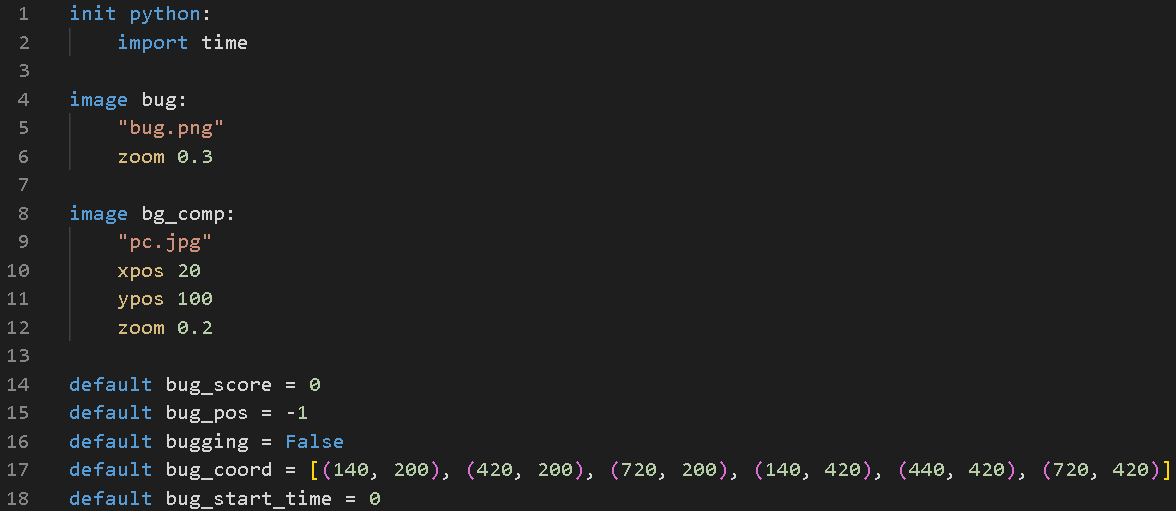 1 init python:
2     import time
3
4 image bug:
5     "bug.png"
6     zoom 0.3
7
8 image bg_comp:
9     "pc.jpg"
10     xpos 20
11     ypos 100
12     zoom 0.2
13
14 default bug_score = 0
15 default bug_pos = -1
16 default bugging = False
17 default bug_coord = [(140, 200), (420, 200), (720, 200), (140, 420), (440, 420), (720, 420)]
18 default bug_start_time = 0